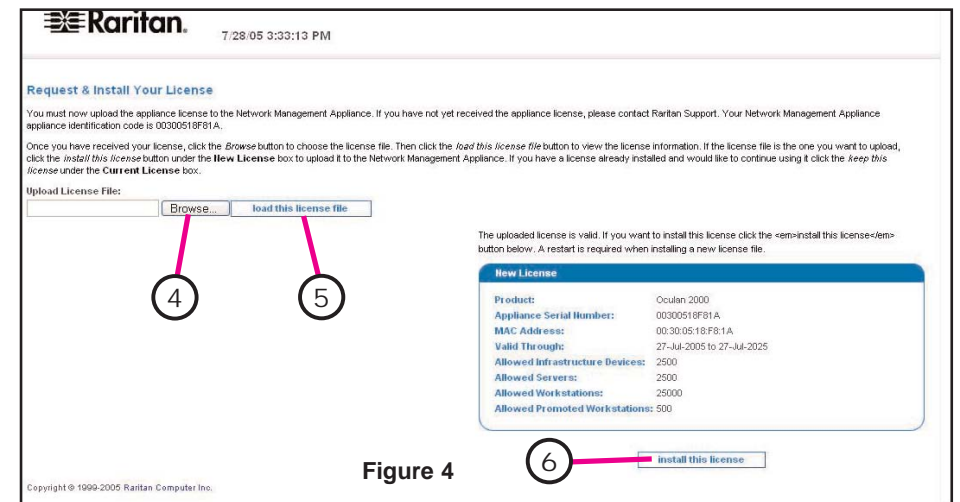 Raritan.
7/28/05 3:33:13 PM
Request & Install Your License
You must now upload the appliance license to the Network Management Appliance. If you have not yet received the appliance license, please contact Raritan Support. Your Network Management Appliance
appliance identification code is 00300518F81A.
Once you have received your license, click the Browse button to choose the license file. Then click the load this license file button to view the license information. If the license file is the one you want to upload,
click the install this license button under the New License box to upload it to the Network Management Appliance. If you have a license already installed and would like to continue using it click the keep this
license under the Current License box.
Upload License File:
Browse... load this license file
The uploaded license is valid. If you want to install this license click the <em>install this license</em>
button below. A restart is required when installing a new license file.
4
5
New License
Product: Oculan 2000
Appliance Serial Number: 00300518F81A
MAC Address: 00:30:05:18:F8:1A
Valid Through: 27-Jul-2005 to 27-Jul-2025
Allowed Infrastructure Devices: 2500
Allowed Servers: 2500
Allowed Workstations: 25000
Allowed Promoted Workstations: 500
6
install this license
Figure 4
Copyright © 1999-2005 Raritan Computer Inc.